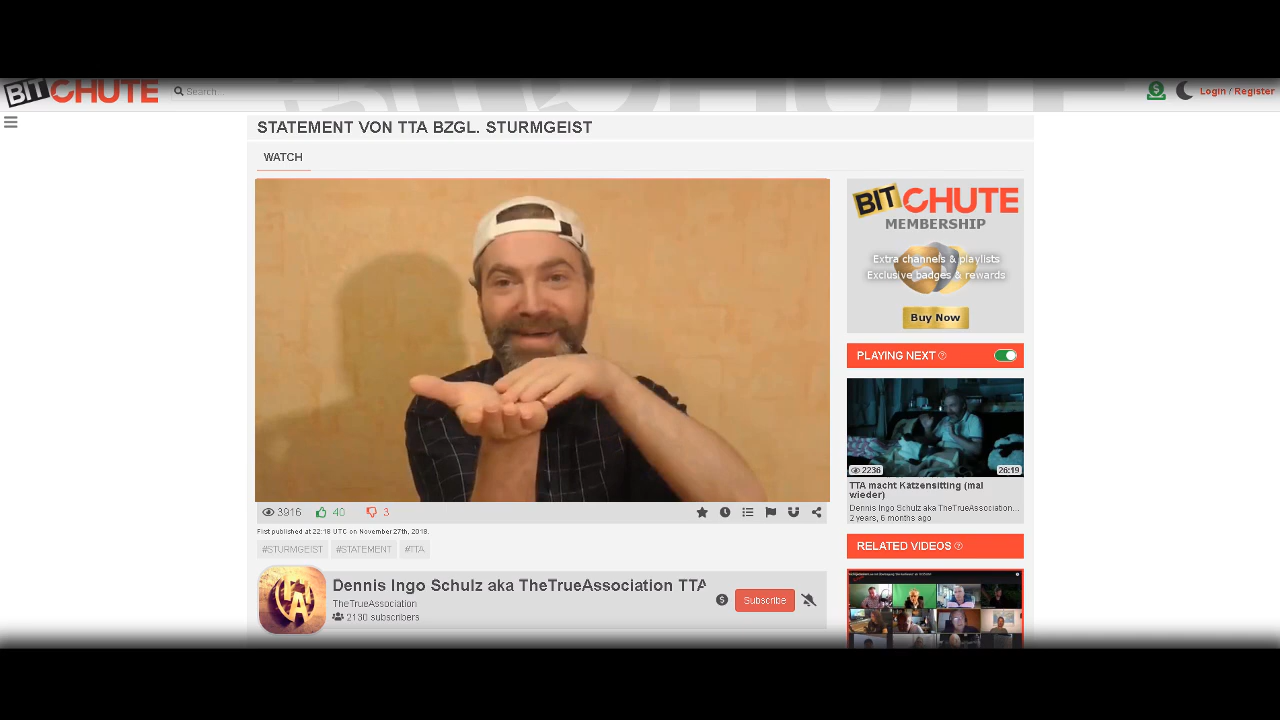 BITCHUTE
Search...
Login / Register
STATEMENT VON TTA BZGL. STURMGEIST
WATCH
3916 40 3
First published at 22:18 UTC on November 27th, 2018.
#STURMGEIST #STATEMENT #TTA
Dennis Ingo Schulz aka TheTrueAssociation TTA
TheTrueAssociation
2130 subscribers
Subscribe
BITCHUTE
MEMBERSHIP
Extra channels & playlists
Exclusive badges & rewards
Buy Now
PLAYING NEXT
2236 26:19
TTA macht Katzensitting (mal
wieder)
Dennis Ingo Schulz aka TheTrueAssociation...
2 years, 6 months ago
RELATED VIDEOS